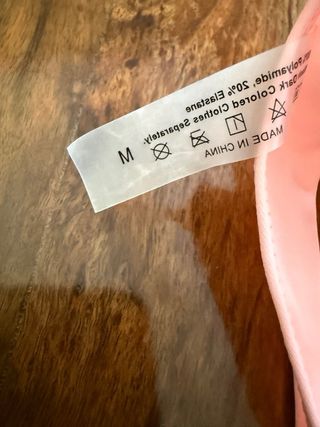 Polyamide, 20% Elastane
Dark Colored Clothes Separately.
MADE IN CHINA
M